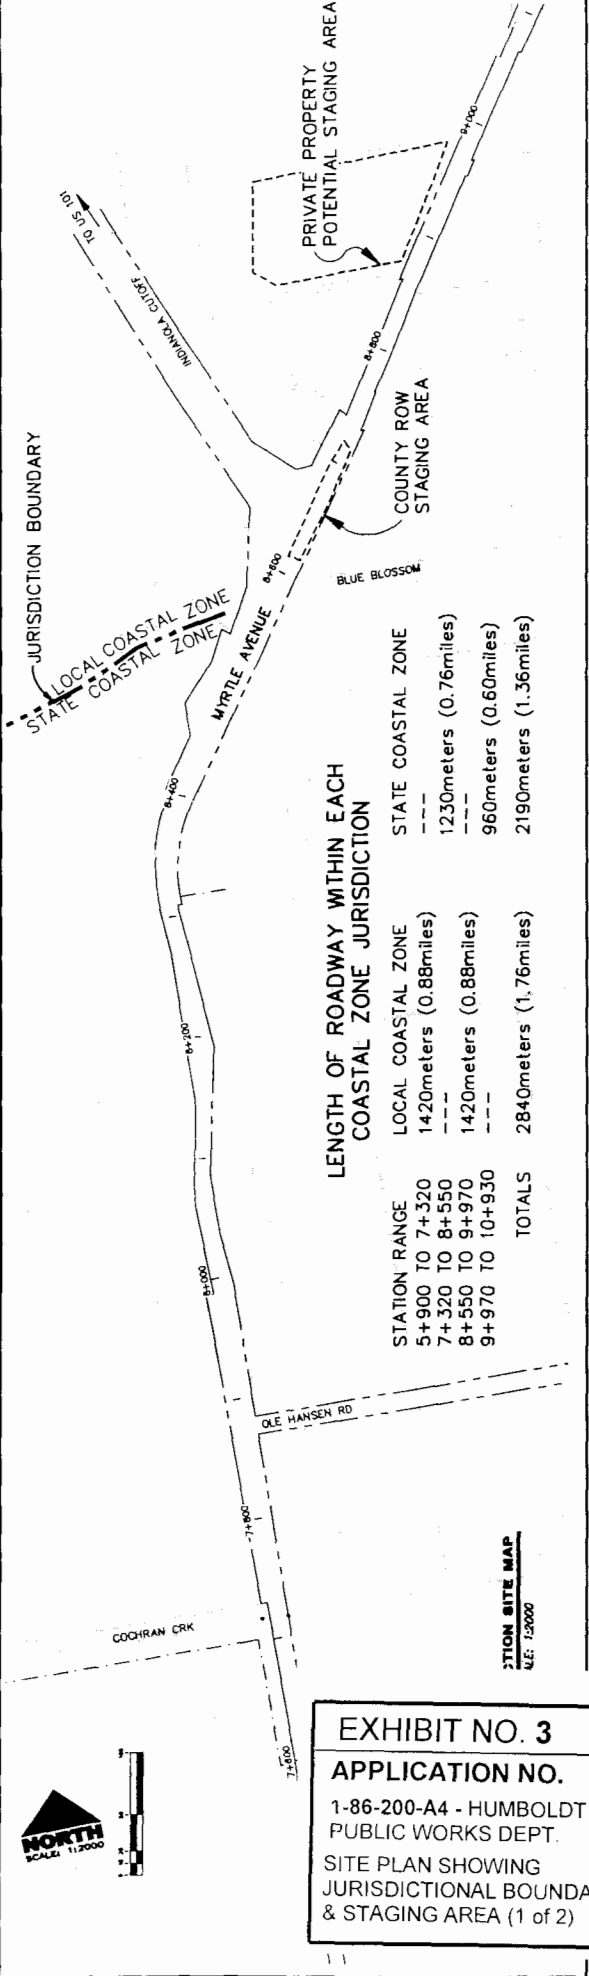 PRIVATE PROPERTY
POTENTIAL STAGING AREA
9+000
TO US 101
INDIANOLA CUTOFF
8+800
COUNTY ROW
STAGING AREA
JURISDICTION BOUNDARY
LOCAL COASTAL ZONE
STATE COASTAL ZONE
8+600
BLUE BLOSSOM
MYRTLE AVENUE
8+400
8+200
8+000
LENGTH OF ROADWAY WITHIN EACH
COASTAL ZONE JURISDICTION
STATION RANGE LOCAL COASTAL ZONE STATE COASTAL ZONE
5+900 TO 7+320 1420meters (0.88miles) ---
7+320 TO 8+550 --- 1230meters (0.76miles)
8+550 TO 9+970 1420meters (0.88miles) ---
9+970 TO 10+930 --- 960meters (0.60miles)
TOTALS 2840meters (1.76miles) 2190meters (1.36miles)
OLE HANSEN RD
7+800
COCHRAN CRK
7+600
TION SITE MAP
LE: 1:2000
NORTH
SCALE: 1:2000
EXHIBIT NO. 3
APPLICATION NO.
1-86-200-A4 - HUMBOLDT
PUBLIC WORKS DEPT.
SITE PLAN SHOWING
JURISDICTIONAL BOUNDA
& STAGING AREA (1 of 2)